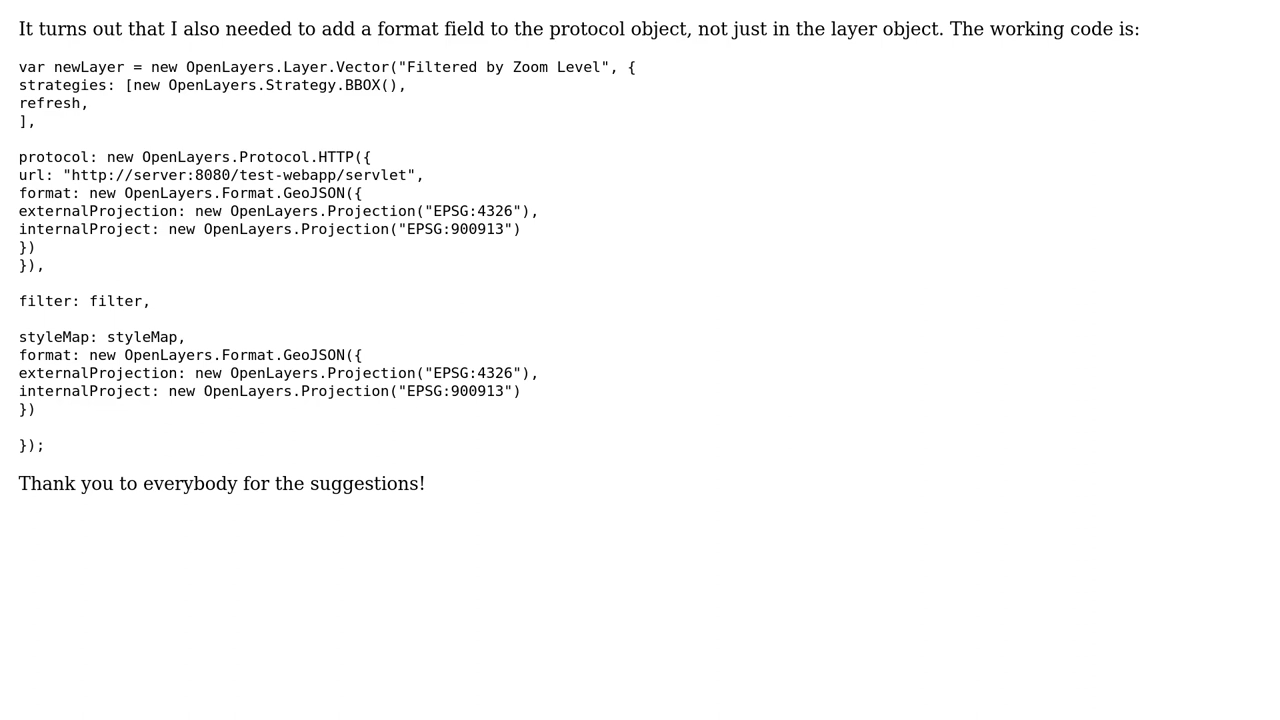 It turns out that I also needed to add a format field to the protocol object, not just in the layer object. The working code is:
var newLayer = new OpenLayers.Layer.Vector("Filtered by Zoom Level", {
strategies: [new OpenLayers.Strategy.BBOX(),
refresh,
],
protocol: new OpenLayers.Protocol.HTTP({
url: "http://server:8080/test-webapp/servlet",
format: new OpenLayers.Format.GeoJSON({
externalProjection: new OpenLayers.Projection("EPSG:4326"),
internalProject: new OpenLayers.Projection("EPSG:900913")
})
}),
filter: filter,
styleMap: styleMap,
format: new OpenLayers.Format.GeoJSON({
externalProjection: new OpenLayers.Projection("EPSG:4326"),
internalProject: new OpenLayers.Projection("EPSG:900913")
})
});
Thank you to everybody for the suggestions!